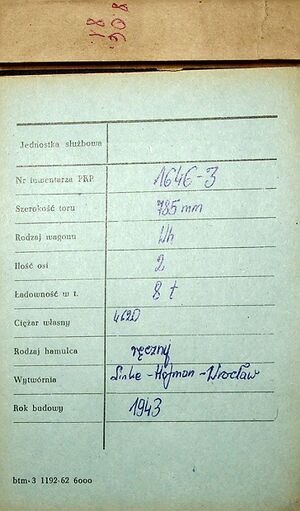 Jednostka służbowa
Nr inwentarza PKP. 1646-3
Szerokość toru 785 mm
Rodzaj wagonu Wh
Ilość osi 2
Ładowność w t. 8 t
Ciężar własny 4620
Rodzaj hamulca ręczny
Wytwórnia Linke-Hofman-Wrocław
Rok budowy 1943
btm-3 1192-62 6000